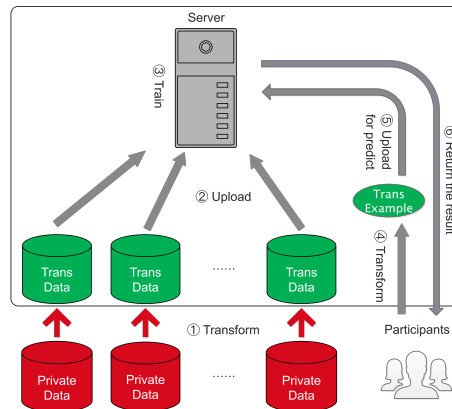 Server
③ Train
⑤ Upload
for predict
⑥ Return the result
② Upload
Trans
Example
④ Transform
Trans
Data
Trans
Data
......
Trans
Data
① Transform
Participants
Private
Data
Private
Data
......
Private
Data